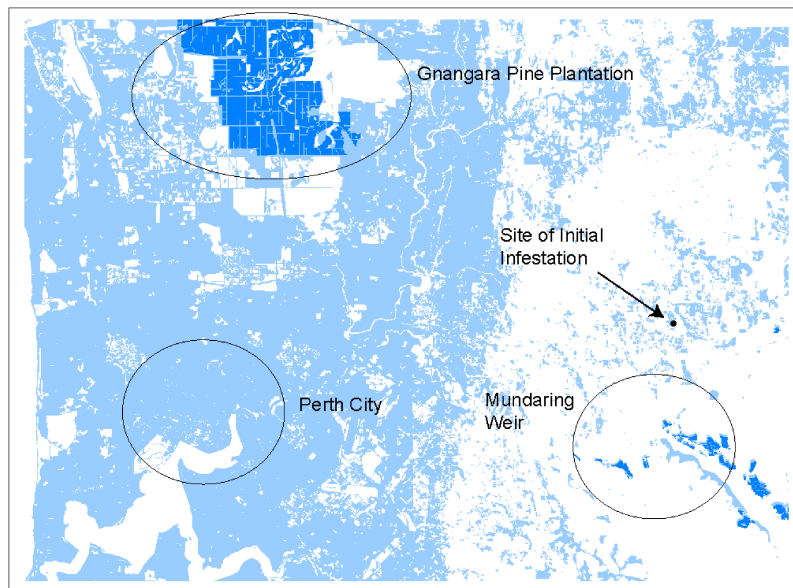 Gnangara Pine Plantation
Site of Initial
Infestation
Perth City
Mundaring
Weir